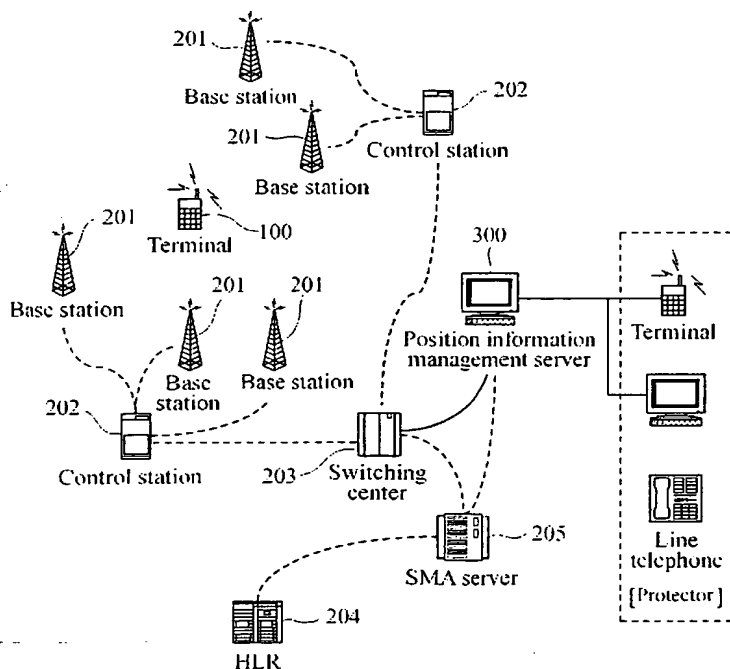 201
Base station
202
201
Control station
Base station
201
100
Terminal
300
Base station
201
201
Terminal
Position information
management server
Base
station
Base station
202
Control station
203
Switching
center
205
SMA server
Line
telephone
[Protector]
204
HLR